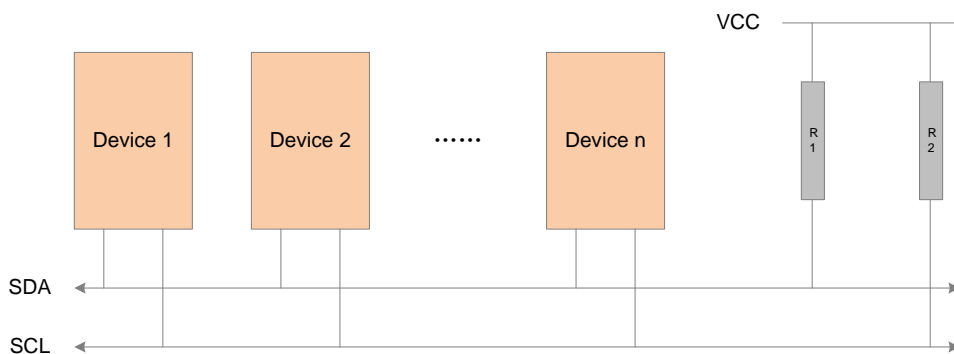 VCC
Device 1
Device 2
......
Device n
R
1
R
2
SDA
SCL